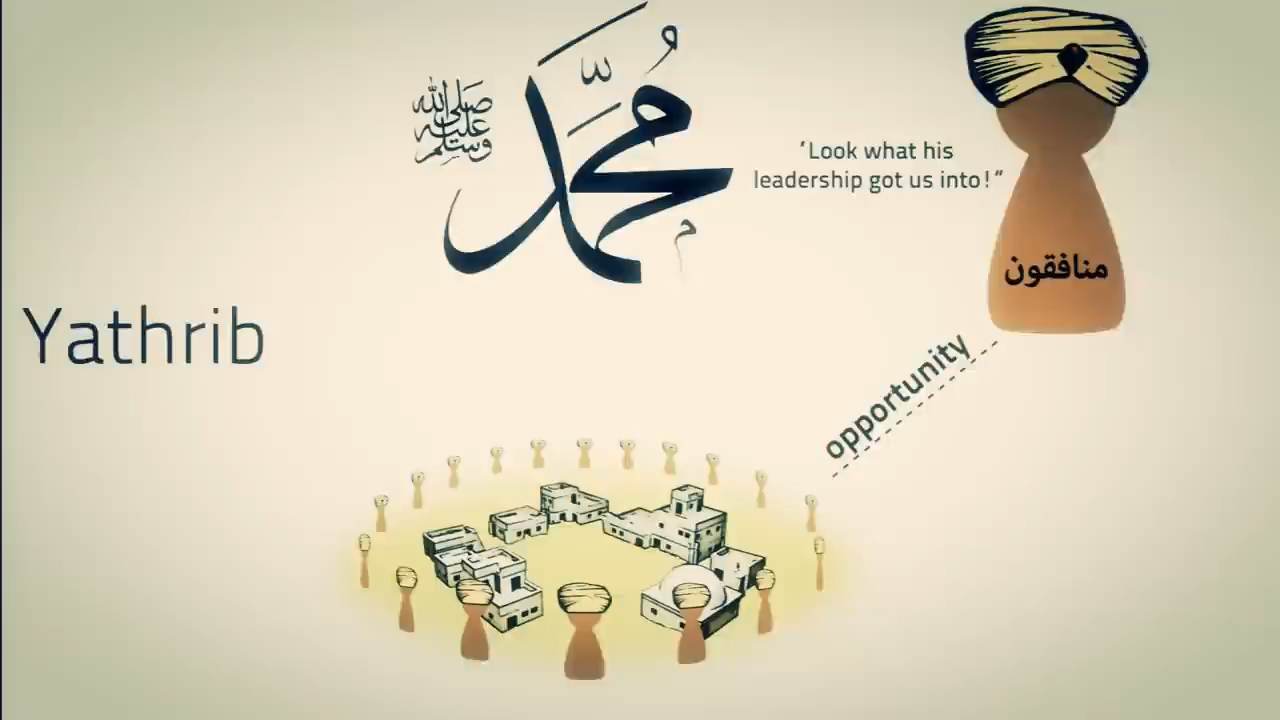 صلى الله
عليه
وسلم
محمد
'Look what his
leadership got us into!"
منافقون
Yathrib
opportunity